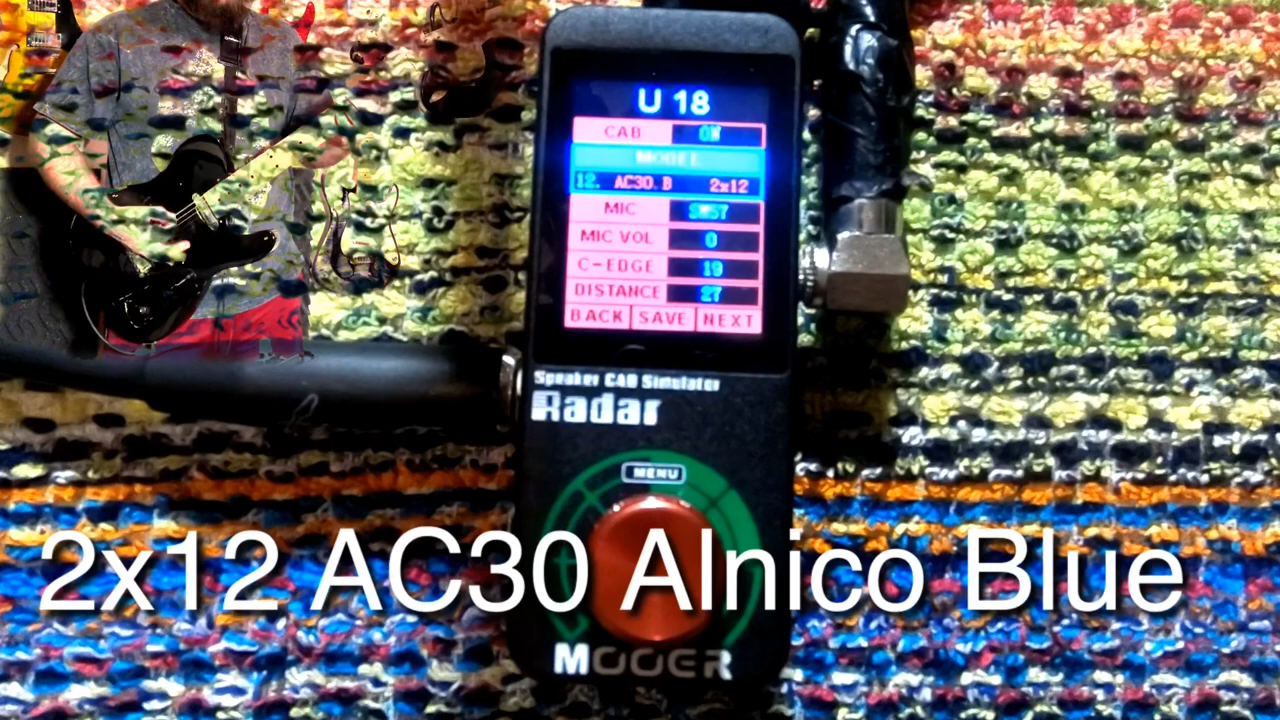 U 18
CAB ON
MODEL
12. AC30.B 2x12
MIC SM57
MIC VOL 0
C-EDGE 19
DISTANCE 27
BACK SAVE NEXT
Speaker CAB Simulator
Radar
MENU
2x12 AC30 Alnico Blue
MOOER